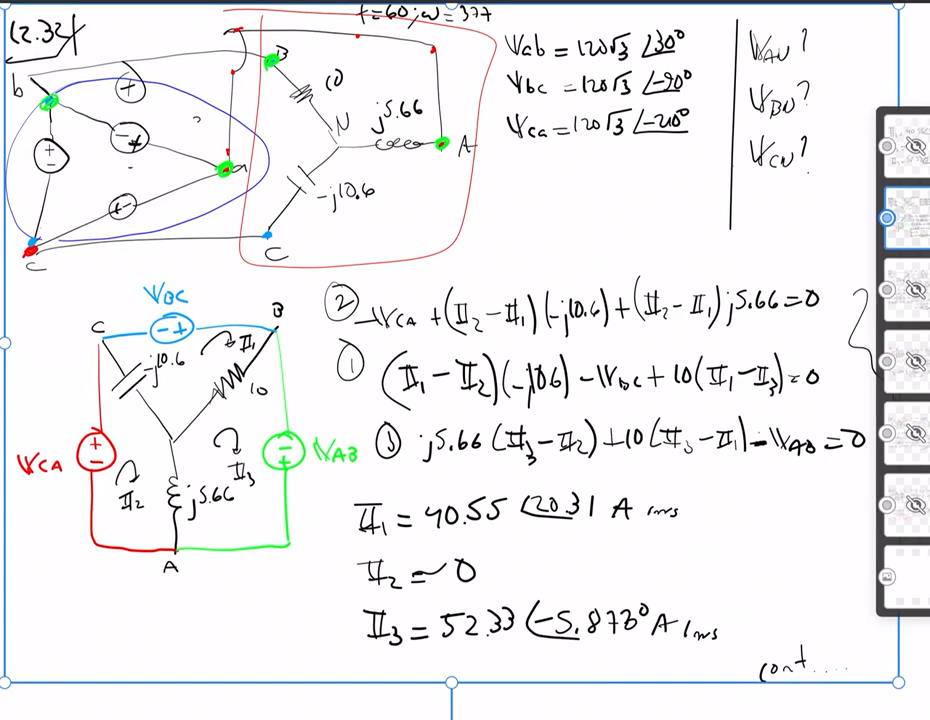 12.32
f=60; ω=377
b
B
10
N
j5.66
A
a
-j10.6
c
C
Vab = 120√3 ∠30°
Vbc = 120√3 ∠-90°
Vca = 120√3 ∠-210°
VAN?
VBN?
VCN?
VBC
C
B
-j10.6
I1
10
VCA
I2
I3
VAB
j5.66
A
② -VCA + (I2 - I1)(-j10.6) + (I2 - I1) j5.66 = 0
① (I1 - I2)(-j10.6) - VBC + 10(I1 - I3) = 0
③ j5.66 (I3 - I2) + 10 (I3 - I1) - VAB = 0
I1 = 40.55 ∠20.31 A rms
I2 = ~0
I3 = 52.33 ∠-5.873° A rms
cont....